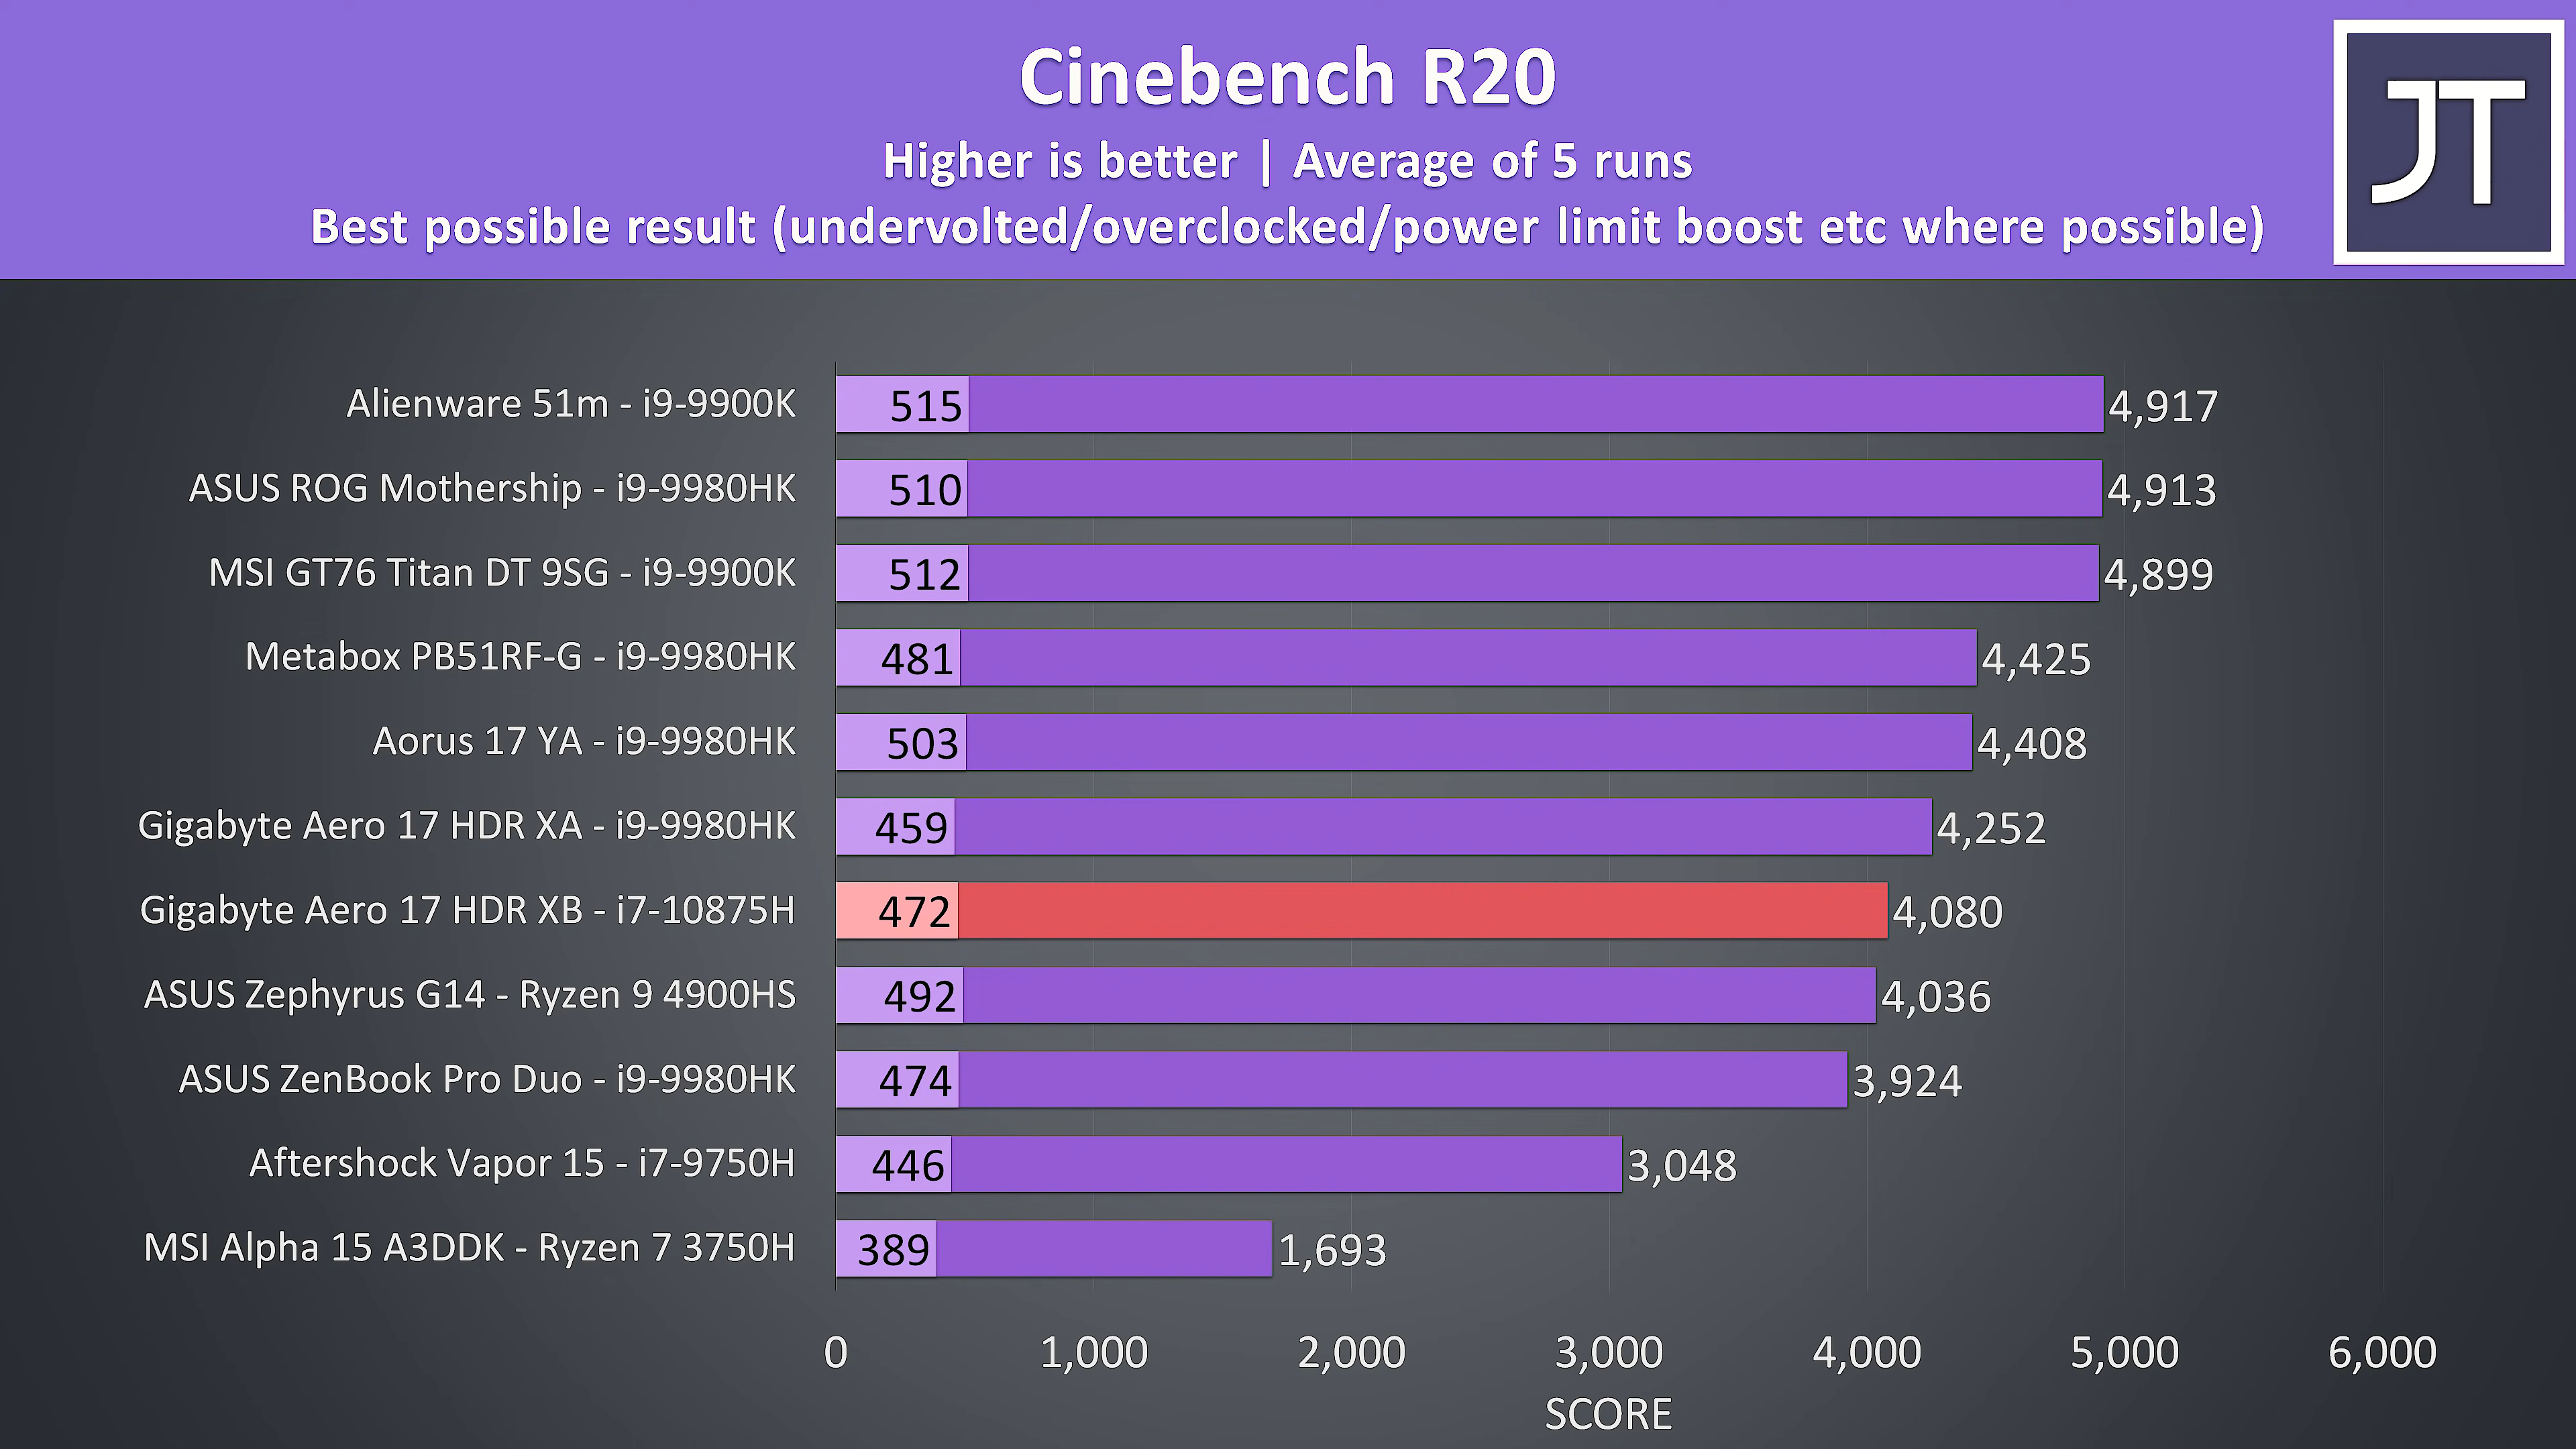 Cinebench R20
JT
Higher is better | Average of 5 runs
Best possible result (undervolted/overclocked/power limit boost etc where possible)
Alienware 51m - i9-9900K 515 4,917
ASUS ROG Mothership - i9-9980HK 510 4,913
MSI GT76 Titan DT 9SG - i9-9900K 512 4,899
Metabox PB51RF-G - i9-9980HK 481 4,425
Aorus 17 YA - i9-9980HK 503 4,408
Gigabyte Aero 17 HDR XA - i9-9980HK 459 4,252
Gigabyte Aero 17 HDR XB - i7-10875H 472 4,080
ASUS Zephyrus G14 - Ryzen 9 4900HS 492 4,036
ASUS ZenBook Pro Duo - i9-9980HK 474 3,924
Aftershock Vapor 15 - i7-9750H 446 3,048
MSI Alpha 15 A3DDK - Ryzen 7 3750H 389 1,693
0 1,000 2,000 3,000 4,000 5,000 6,000
SCORE